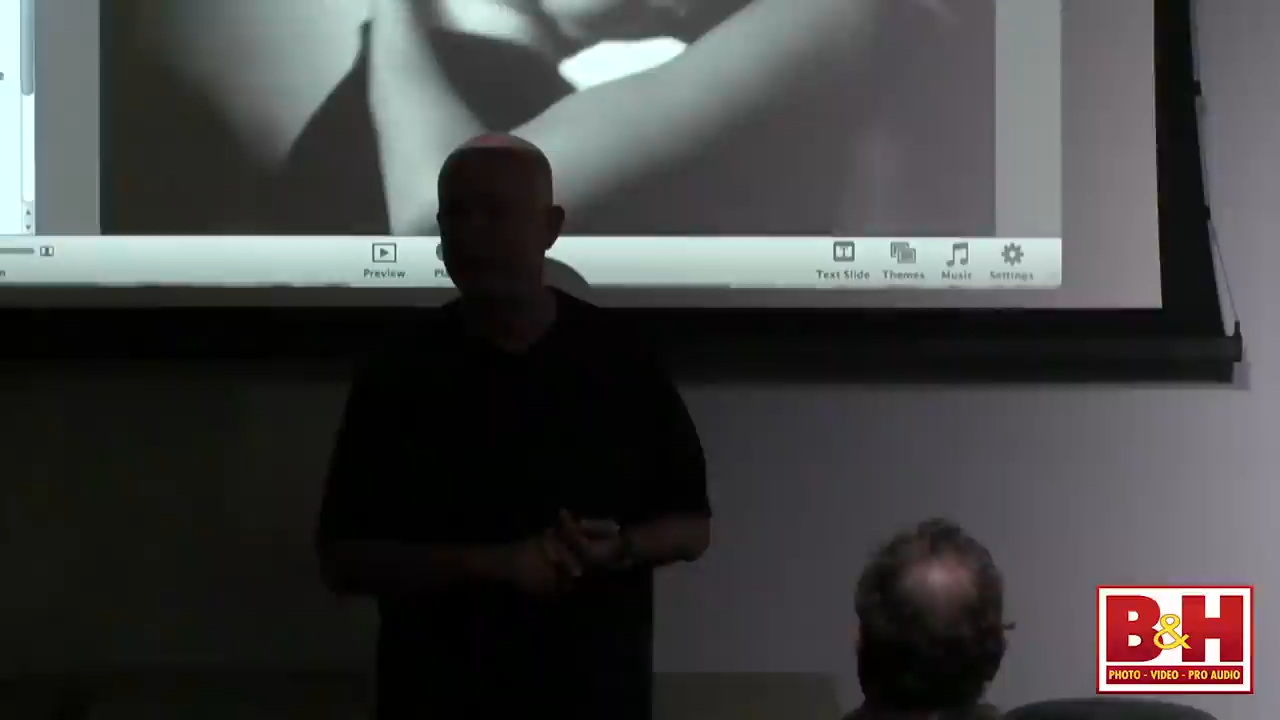 Preview
Text Slide
Themes
Music
Settings
B&H
PHOTO - VIDEO - PRO AUDIO